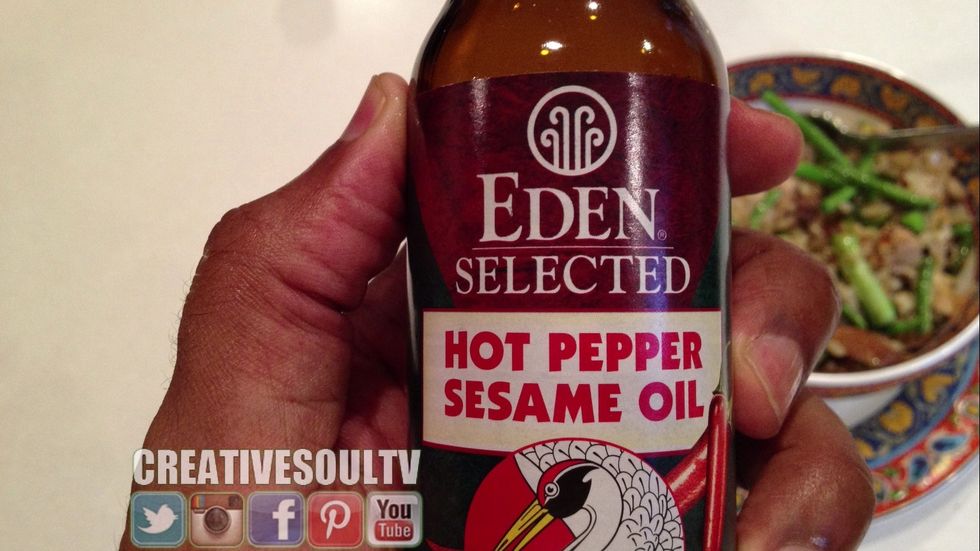 EDEN®
SELECTED
HOT PEPPER
SESAME OIL
CREATIVESOULTV
You
Tube